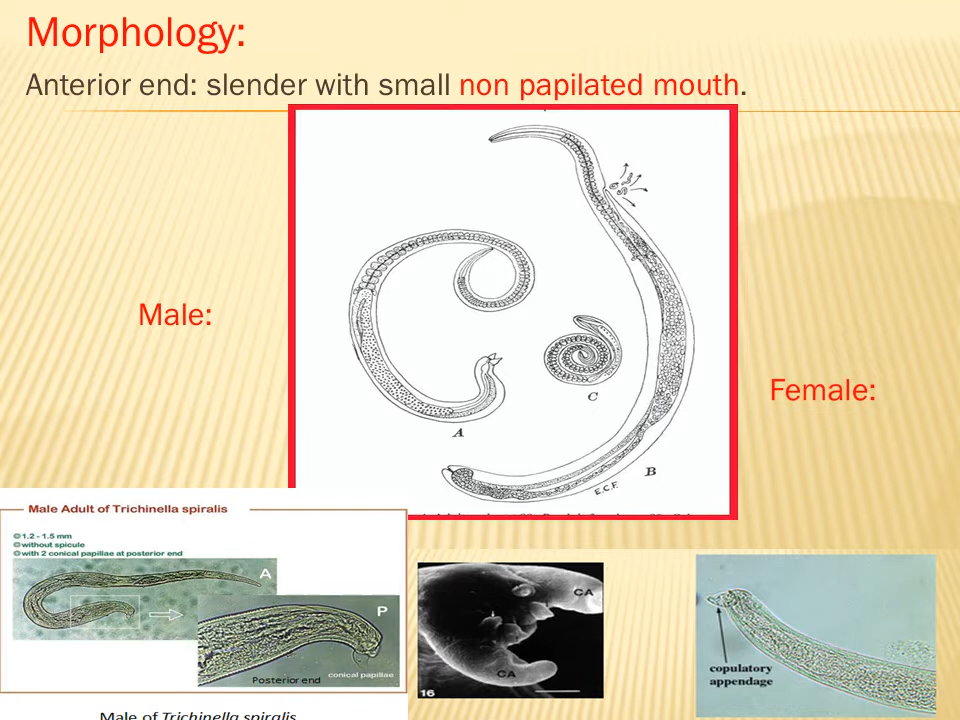 Morphology:
Anterior end: slender with small non papilated mouth.
Male:
Female:
A
C
B
E.C.F.
Male Adult of Trichinella spiralis
1.2 - 1.5 mm
without spicule
with 2 conical papillae at posterior end
A
P
Posterior end
conical papillae
Male of Trichinella spiralis
CA
CA
16
copulatory
appendage